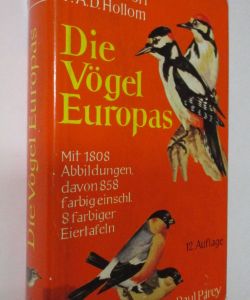 P.A.D. Hollom
Die
Vögel
Europas
Mit 1808
Abbildungen,
davon 858
farbig einschl.
8 farbiger
Eiertafeln
12. Auflage
Paul Parey
Die Vögel Europas